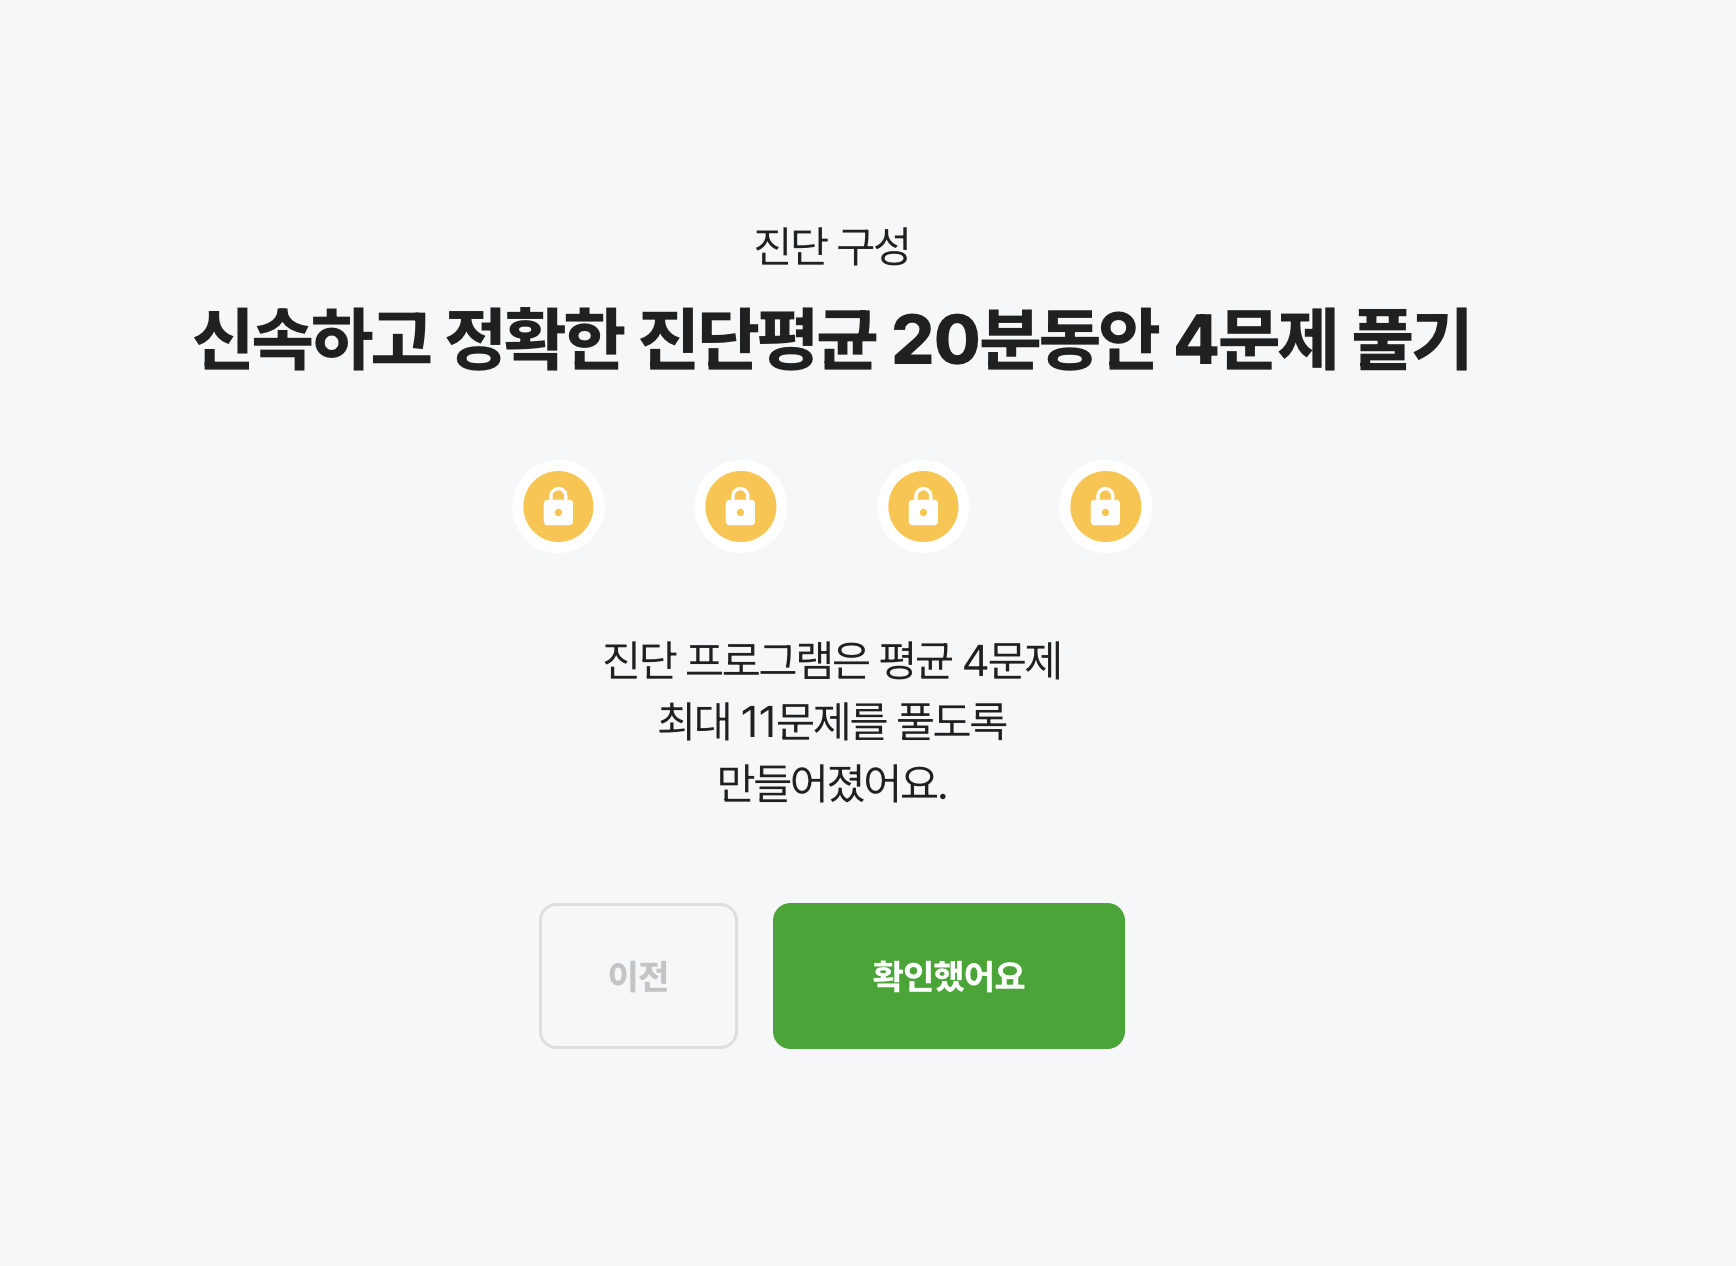 진단 구성
신속하고 정확한 진단평균 20분동안 4문제 풀기
진단 프로그램은 평균 4문제
최대 11문제를 풀도록
만들어졌어요.
이전
확인했어요